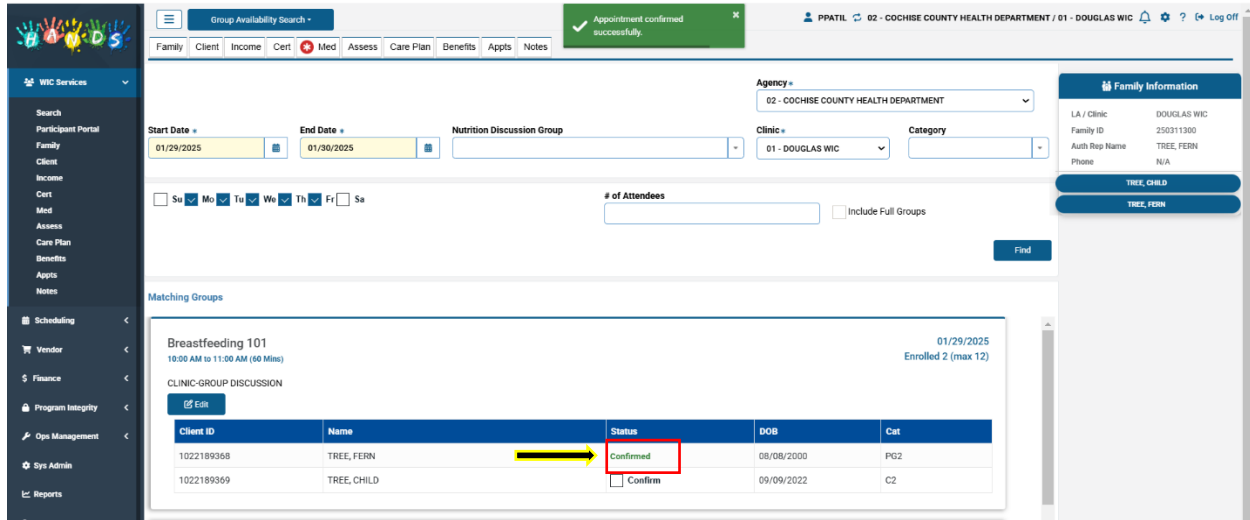 HANDS
Group Availability Search
Appointment confirmed successfully.
×
PPATIL 02 - COCHISE COUNTY HEALTH DEPARTMENT / 01 - DOUGLAS WIC ? Log Off
Family Client Income Cert Med Assess Care Plan Benefits Appts Notes
WIC Services
Search
Participant Portal
Family
Client
Income
Cert
Med
Assess
Care Plan
Benefits
Appts
Notes
Scheduling
Vendor
$ Finance
Program Integrity
Ops Management
Sys Admin
Reports
Agency*
02 - COCHISE COUNTY HEALTH DEPARTMENT
Start Date * End Date * Nutrition Discussion Group Clinic* Category
01/29/2025 01/30/2025 01 - DOUGLAS WIC
Su Mo Tu We Th Fr Sa
# of Attendees
Include Full Groups
Find
Matching Groups
Breastfeeding 101 01/29/2025
10:00 AM to 11:00 AM (60 Mins) Enrolled 2 (max 12)
CLINIC-GROUP DISCUSSION
Edit
Client ID Name Status DOB Cat
1022189368 TREE, FERN Confirmed 08/08/2000 PG2
1022189369 TREE, CHILD Confirm 09/09/2022 C2
Family Information
LA / Clinic DOUGLAS WIC
Family ID 250311300
Auth Rep Name TREE, FERN
Phone N/A
TREE, CHILD
TREE, FERN